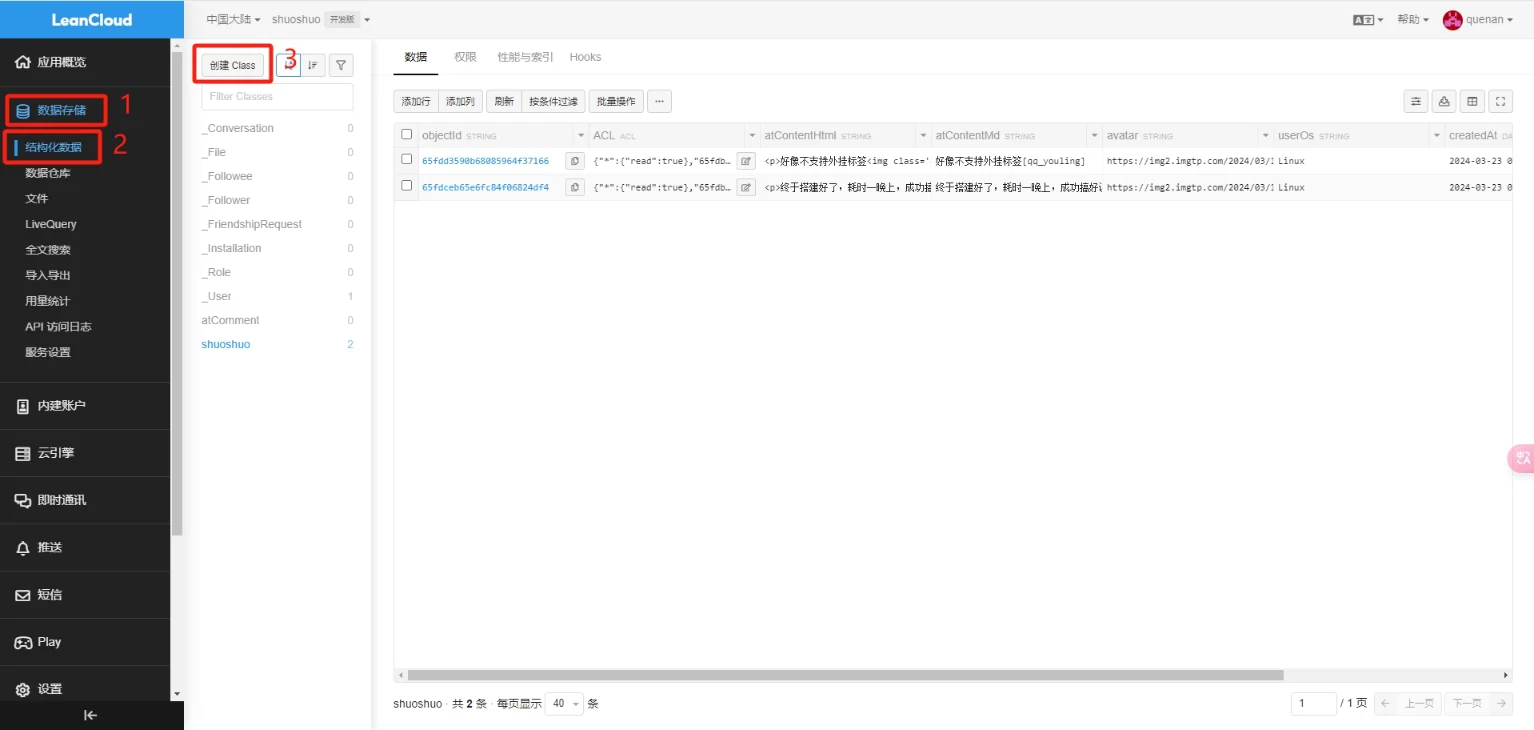 LeanCloud
中国大陆 shuoshuo 开发版
帮助 quenan
应用概览
数据存储
1
结构化数据
2
数据仓库
文件
LiveQuery
全文搜索
导入导出
用量统计
API 访问日志
服务设置
内建账户
云引擎
即时通讯
推送
短信
Play
设置
创建 Class
3
Filter Classes
_Conversation 0
_File 0
_Followee 0
_Follower 0
_FriendshipRequest 0
_Installation 0
_Role 0
_User 1
atComment 0
shuoshuo 2
数据 权限 性能与索引 Hooks
添加行 添加列 刷新 按条件过滤 批量操作 ...
objectId STRING ACL ACL atContentHtml STRING atContentMd STRING avatar STRING userOs STRING createdAt DA
65fdd3590b68085964f37166 {"*":{"read":true},"65fdb… <p>好像不支持外挂标签<img class=' 好像不支持外挂标签[qq_youling] https://img2.imgtp.com/2024/03/1 Linux 2024-03-23 0
65fdceb65e6fc84f06824df4 {"*":{"read":true},"65fdb… <p>终于搭建好了，耗时一晚上，成功搞 终于搭建好了，耗时一晚上，成功搞好 https://img2.imgtp.com/2024/03/1 Linux 2024-03-23 0
shuoshuo · 共 2 条 · 每页显示 40 条
1 / 1 页 上一页 下一页